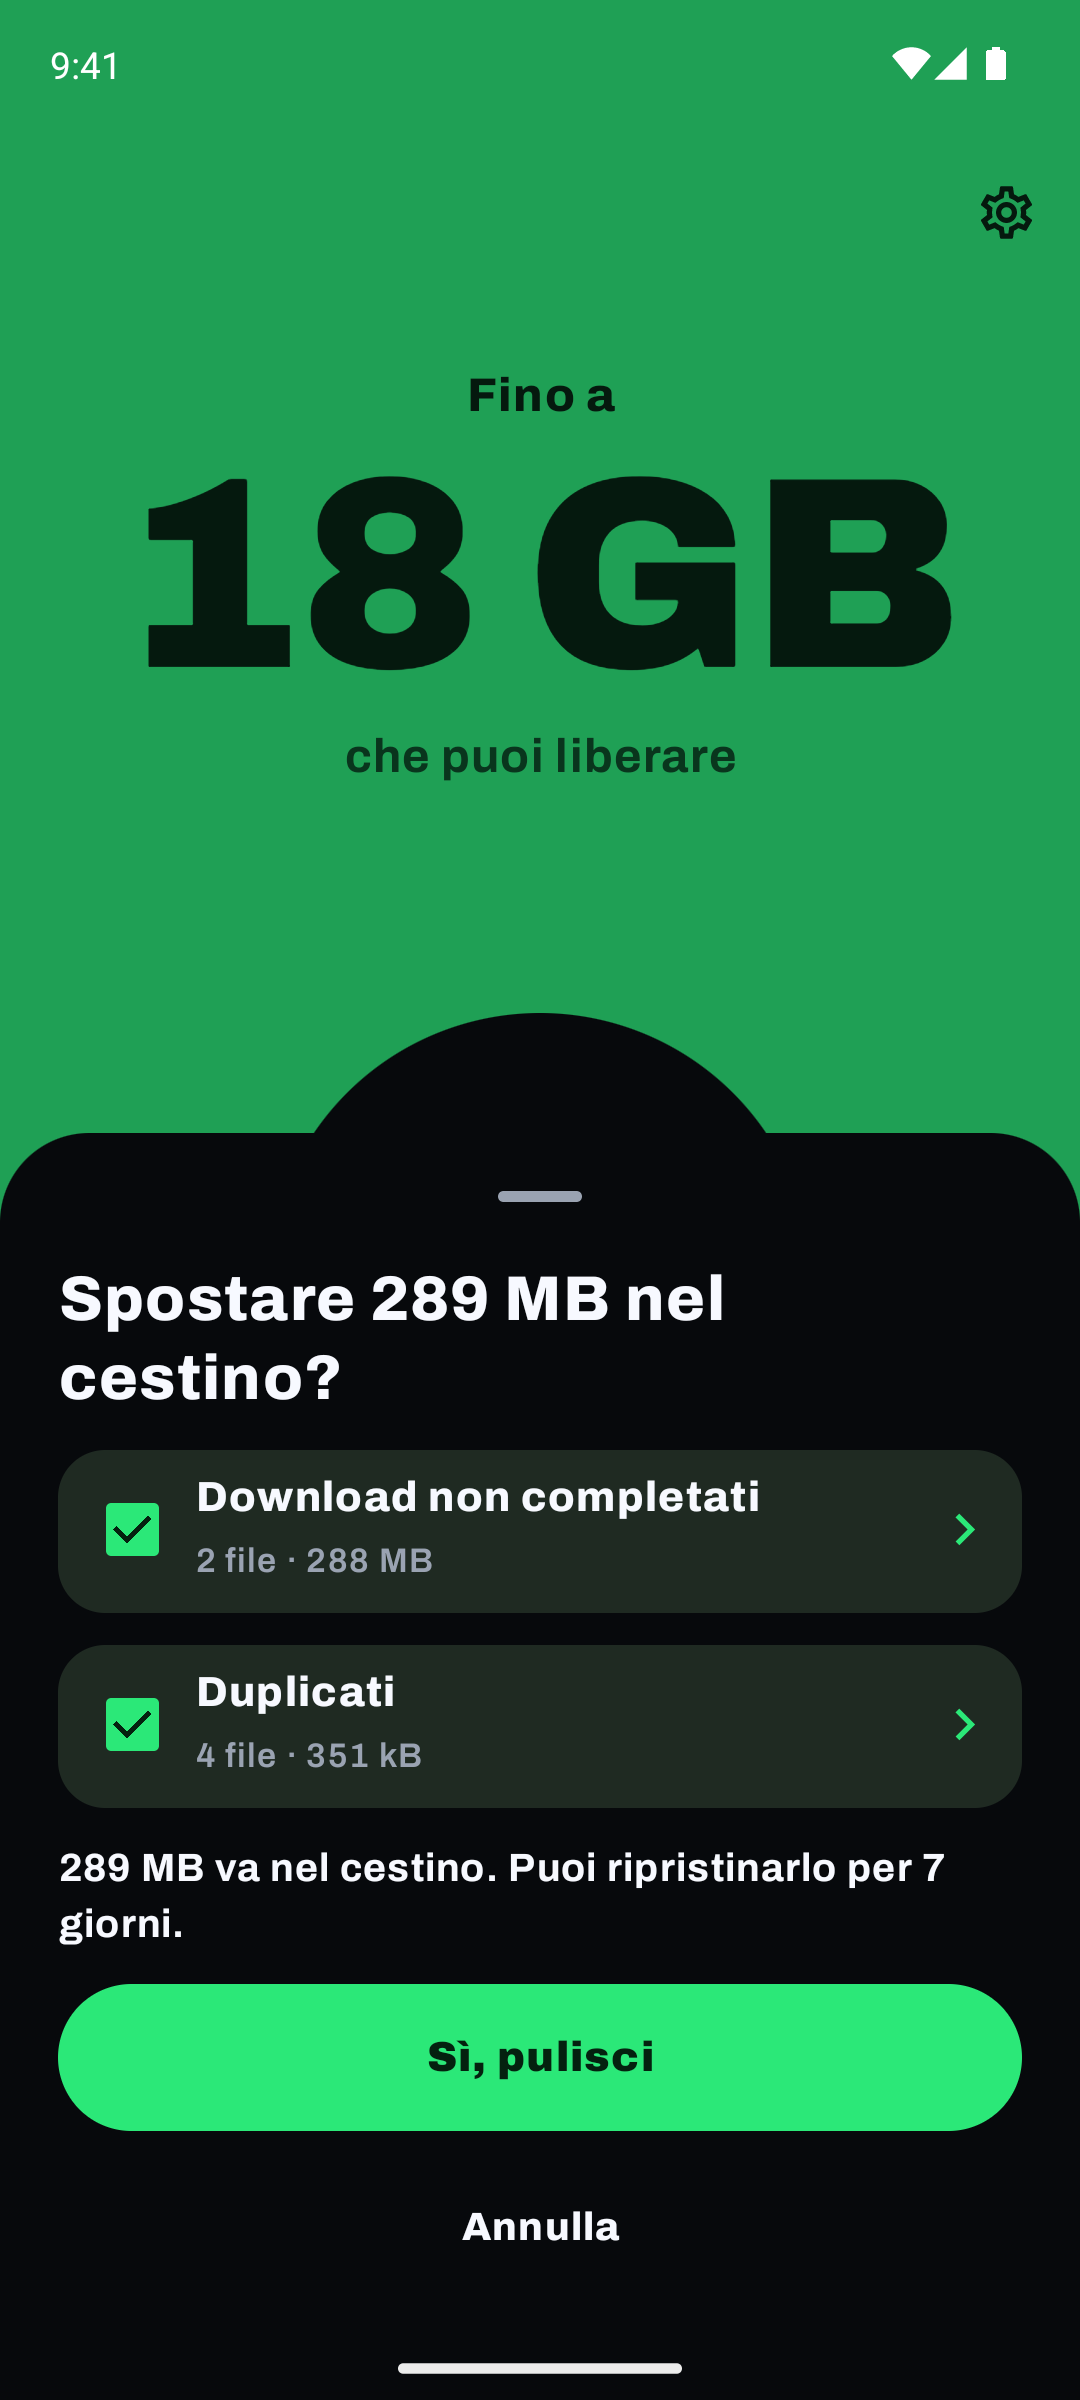 9:41
Fino a
18 GB
che puoi liberare
Spostare 289 MB nel
cestino?
Download non completati
2 file · 288 MB
Duplicati
4 file · 351 kB
289 MB va nel cestino. Puoi ripristinarlo per 7
giorni.
Sì, pulisci
Annulla